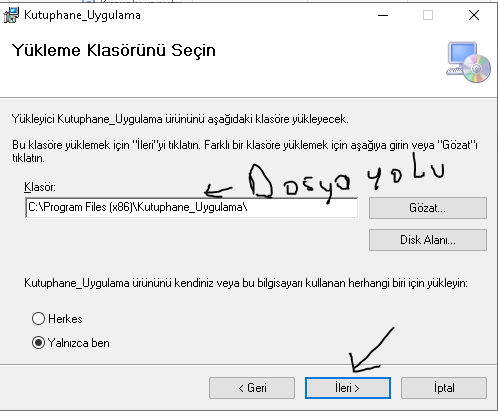 Kutuphane_Uygulama
Yükleme Klasörünü Seçin
Yükleyici Kutuphane_Uygulama ürününü aşağıdaki klasöre yükleyecek.
Bu klasöre yüklemek için "İleri"yi tıklatın. Farklı bir klasöre yüklemek için aşağıya girin veya "Gözat"ı
tıklatın.
Dosya yolu
Klasör:
C:\Program Files (x86)\Kutuphane_Uygulama\
Gözat...
Disk Alanı...
Kutuphane_Uygulama ürününü kendiniz veya bu bilgisayarı kullanan herhangi biri için yükleyin:
Herkes
Yalnızca ben
< Geri
İleri >
İptal